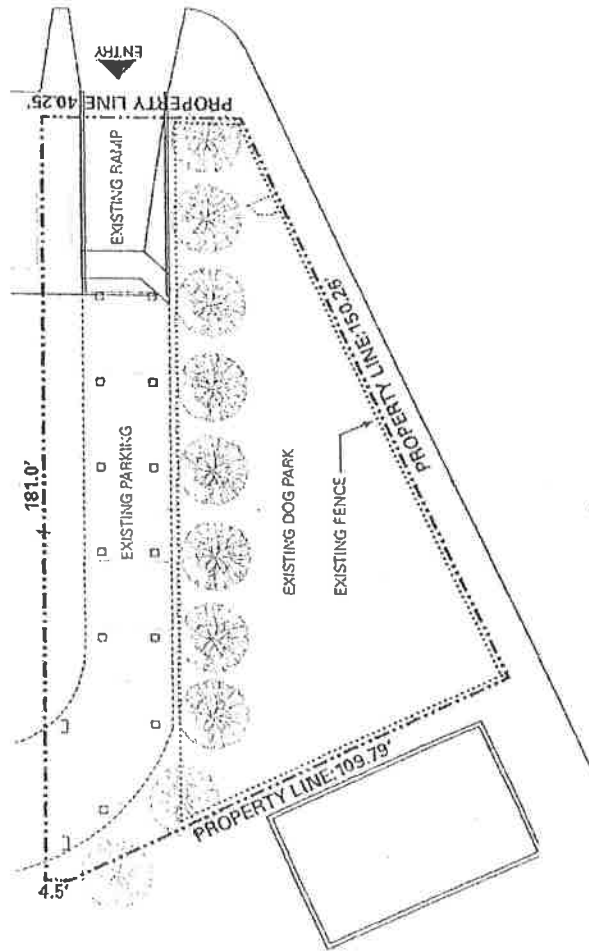 ENTRY
PROPERTY LINE 40.25'
EXISTING RAMP
181.0'
EXISTING PARKING
PROPERTY LINE 150.26'
EXISTING DOG PARK
EXISTING FENCE
PROPERTY LINE 109.79'
4.5'